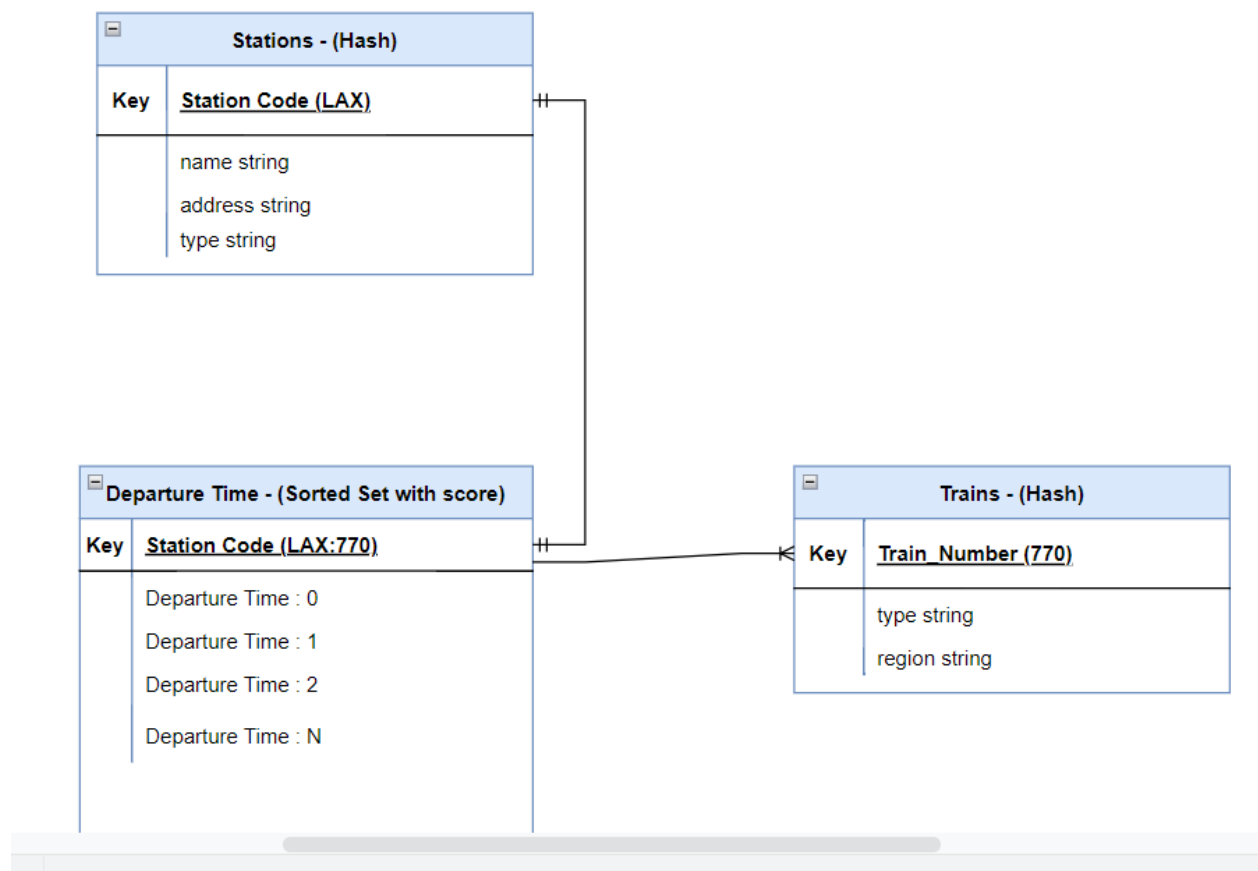 Stations - (Hash)
Key Station Code (LAX)
name string
address string
type string
Departure Time - (Sorted Set with score)
Key Station Code (LAX:770)
Departure Time : 0
Departure Time : 1
Departure Time : 2
Departure Time : N
Trains - (Hash)
Key Train_Number (770)
type string
region string